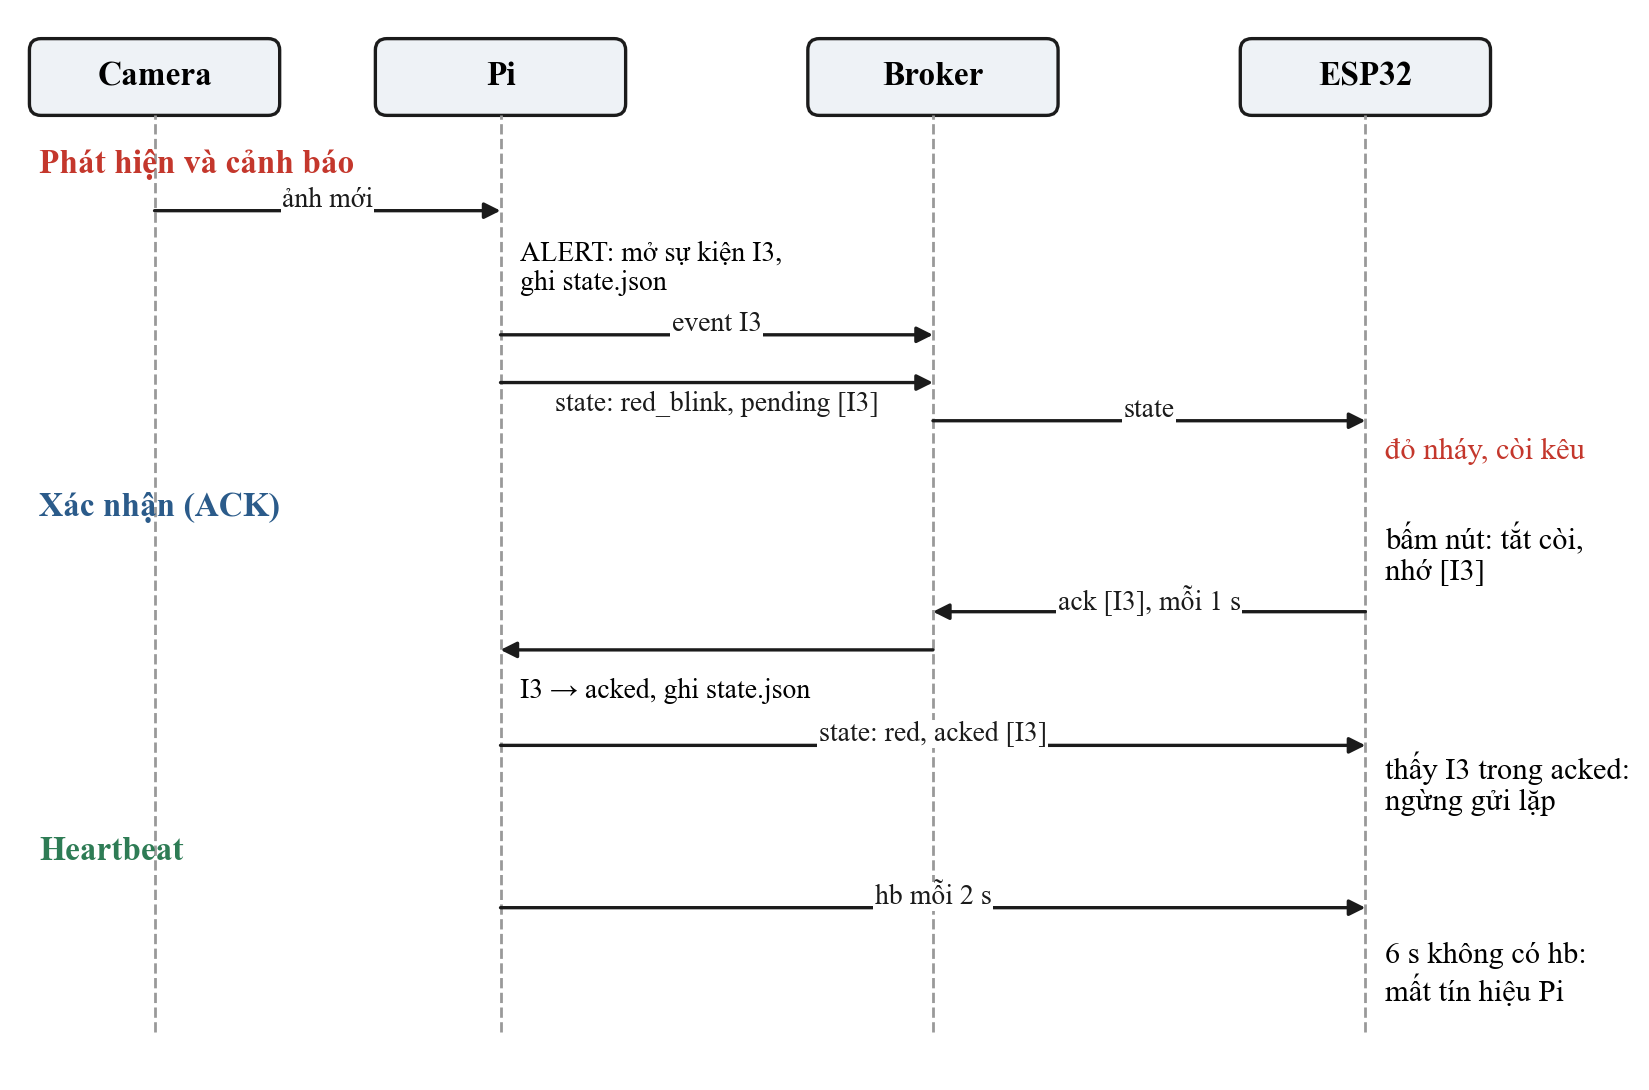 Camera
Pi
Broker
ESP32
Phát hiện và cảnh báo
ảnh mới
ALERT: mở sự kiện I3,
ghi state.json
event I3
state: red_blink, pending [I3]
state
đỏ nháy, còi kêu
Xác nhận (ACK)
bấm nút: tắt còi,
nhớ [I3]
ack [I3], mỗi 1 s
I3 → acked, ghi state.json
state: red, acked [I3]
thấy I3 trong acked:
ngừng gửi lặp
Heartbeat
hb mỗi 2 s
6 s không có hb:
mất tín hiệu Pi